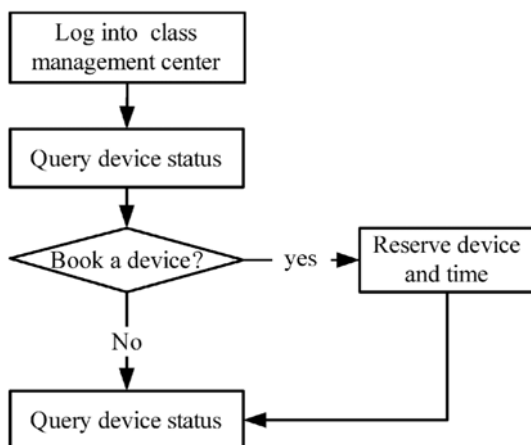 Log into class
management center
Query device status
Book a device?
yes
Reserve device
and time
No
Query device status